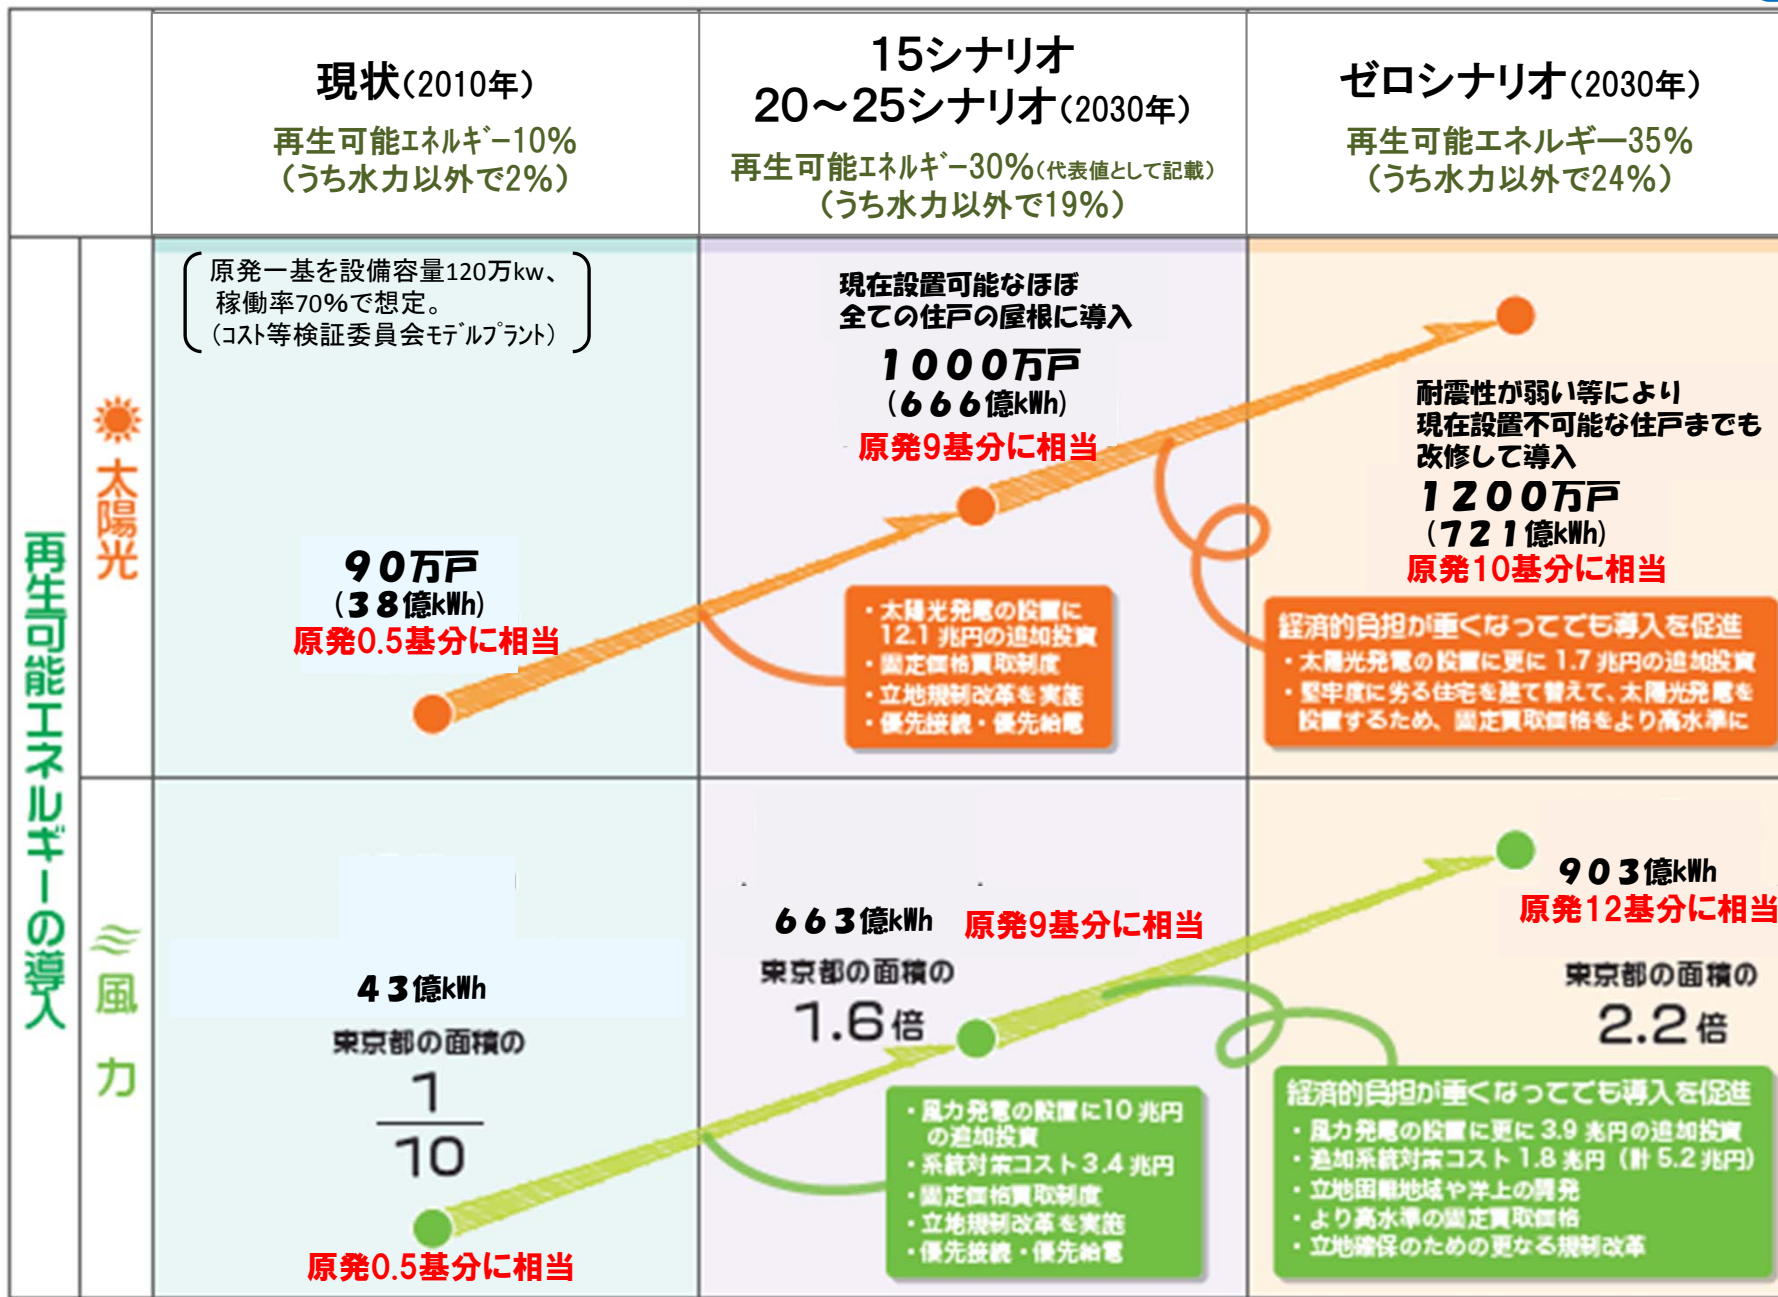 現状(2010年)
再生可能エネルギー10%
(うち水力以外で2%)
15シナリオ
20～25シナリオ(2030年)
再生可能エネルギー30%(代表値として記載)
(うち水力以外で19%)
ゼロシナリオ(2030年)
再生可能エネルギー35%
(うち水力以外で24%)
再生可能エネルギーの導入
太陽光
原発一基を設備容量120万kw、
稼働率70%で想定。
(コスト等検証委員会モデルプラント)
90万戸
(38億kWh)
原発0.5基分に相当
現在設置可能なほぼ
全ての住戸の屋根に導入
1000万戸
(666億kWh)
原発9基分に相当
・太陽光発電の設置に
12.1兆円の追加投資
・固定価格買取制度
・立地規制改革を実施
・優先接続・優先給電
耐震性が弱い等により
現在設置不可能な住戸までも
改修して導入
1200万戸
(721億kWh)
原発10基分に相当
経済的負担が重くなってでも導入を促進
・太陽光発電の設置に更に1.7兆円の追加投資
・堅牢度に劣る住宅を建て替えて、太陽光発電を
設置するため、固定買取価格をより高水準に
風力
43億kWh
東京都の面積の
1
10
原発0.5基分に相当
663億kWh 原発9基分に相当
東京都の面積の
1.6倍
・風力発電の設置に10兆円
の追加投資
・系統対策コスト3.4兆円
・固定価格買取制度
・立地規制改革を実施
・優先接続・優先給電
903億kWh
原発12基分に相当
東京都の面積の
2.2倍
経済的負担が重くなってでも導入を促進
・風力発電の設置に更に3.9兆円の追加投資
・追加系統対策コスト1.8兆円(計5.2兆円)
・立地困難地域や洋上の開発
・より高水準の固定買取価格
・立地確保のための更なる規制改革